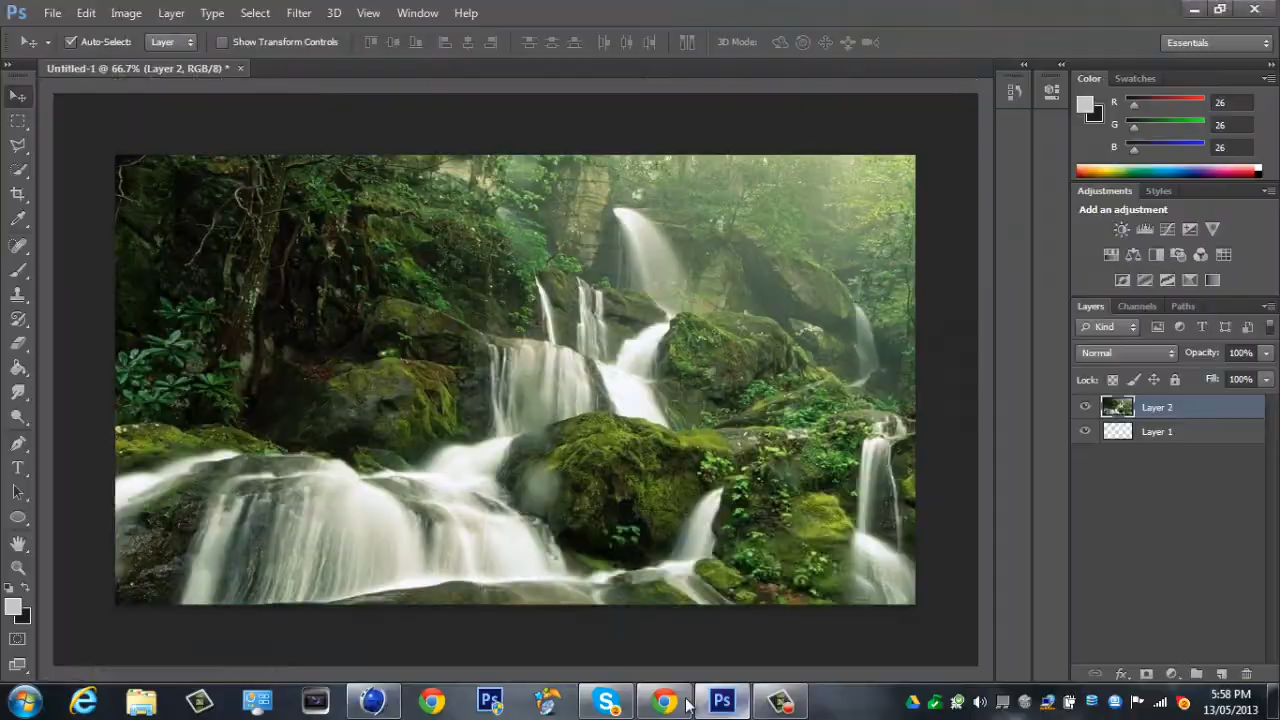 Ps File Edit Image Layer Type Select Filter 3D View Window Help
Auto-Select: Layer Show Transform Controls 3D Mode: Essentials
Untitled-1 @ 66.7% (Layer 2, RGB/8) * ×
Color Swatches
R 26
G 26
B 26
Adjustments Styles
Add an adjustment
Layers Channels Paths
Kind
Normal Opacity: 100%
Lock: Fill: 100%
Layer 2
Layer 1
Ps Ps
5:58 PM
13/05/2013